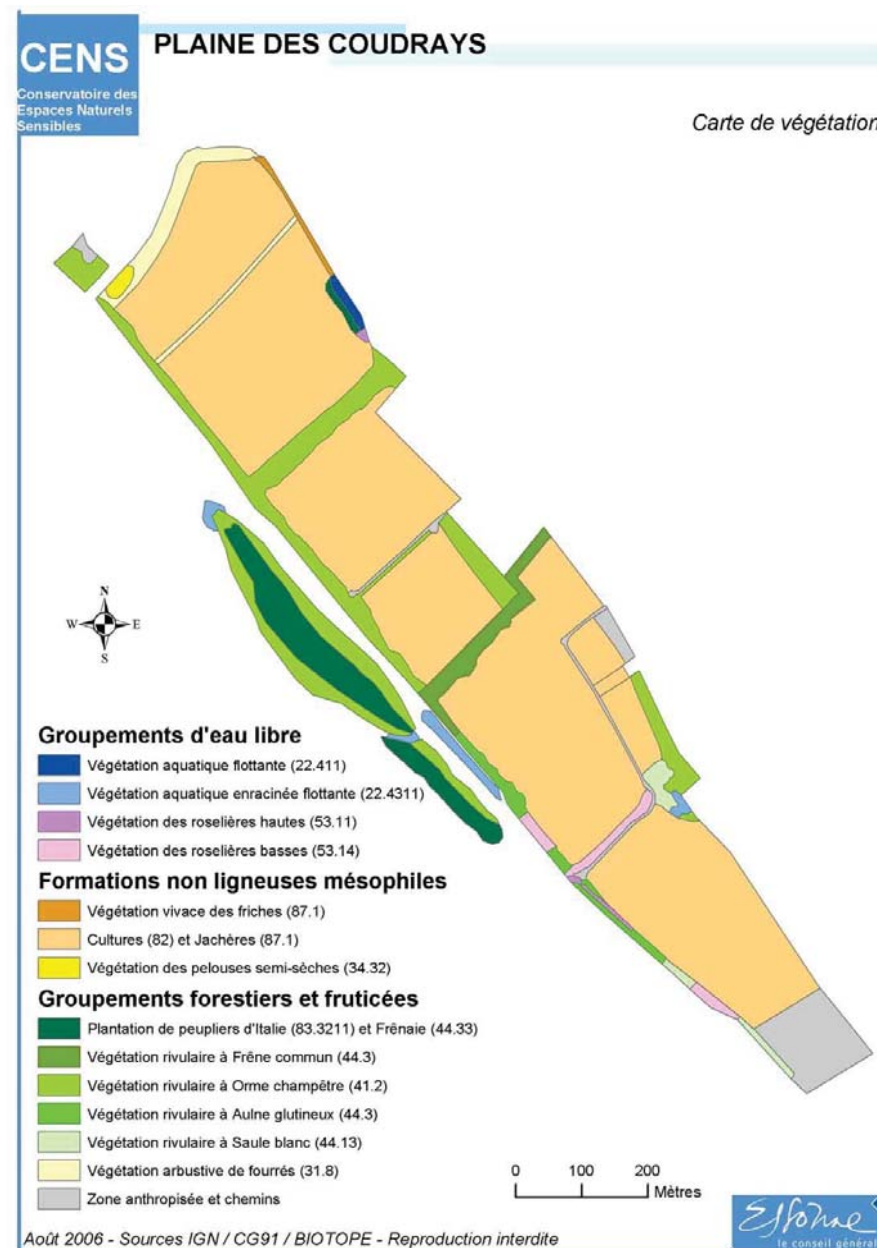 CENS
Conservatoire des
Espaces Naturels
Sensibles
PLAINE DES COUDRAYS
Carte de végétation
N
W
E
S
Groupements d'eau libre
Végétation aquatique flottante (22.411)
Végétation aquatique enracinée flottante (22.4311)
Végétation des roselières hautes (53.11)
Végétation des roselières basses (53.14)
Formations non ligneuses mésophiles
Végétation vivace des friches (87.1)
Cultures (82) et Jachères (87.1)
Végétation des pelouses semi-sèches (34.32)
Groupements forestiers et fruticées
Plantation de peupliers d'Italie (83.3211) et Frênaie (44.33)
Végétation rivulaire à Frêne commun (44.3)
Végétation rivulaire à Orme champêtre (41.2)
Végétation rivulaire à Aulne glutineux (44.3)
Végétation rivulaire à Saule blanc (44.13)
Végétation arbustive de fourrés (31.8)
Zone anthropisée et chemins
0 100 200
Mètres
Août 2006 - Sources IGN / CG91 / BIOTOPE - Reproduction interdite
Essonne
le conseil général